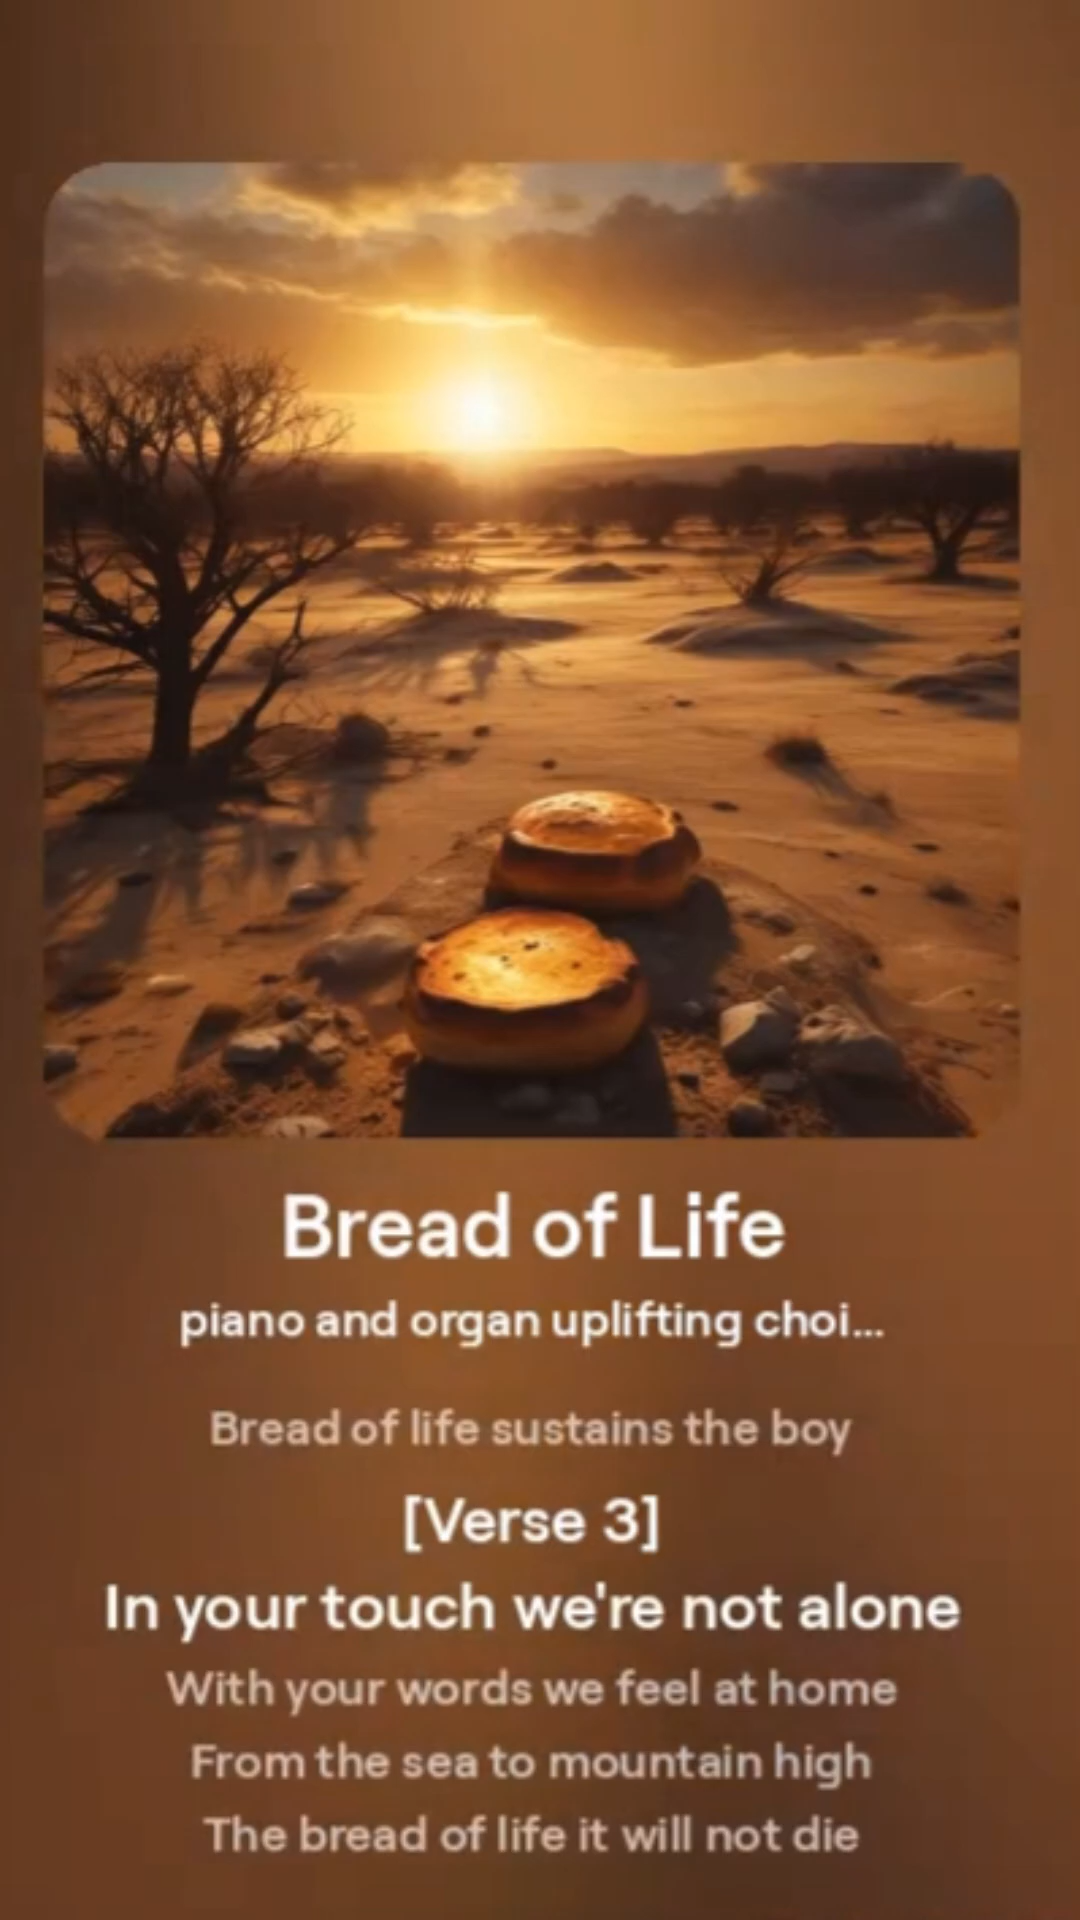 Bread of Life
piano and organ uplifting choi...
Bread of life sustains the boy
[Verse 3]
In your touch we're not alone
With your words we feel at home
From the sea to mountain high
The bread of life it will not die